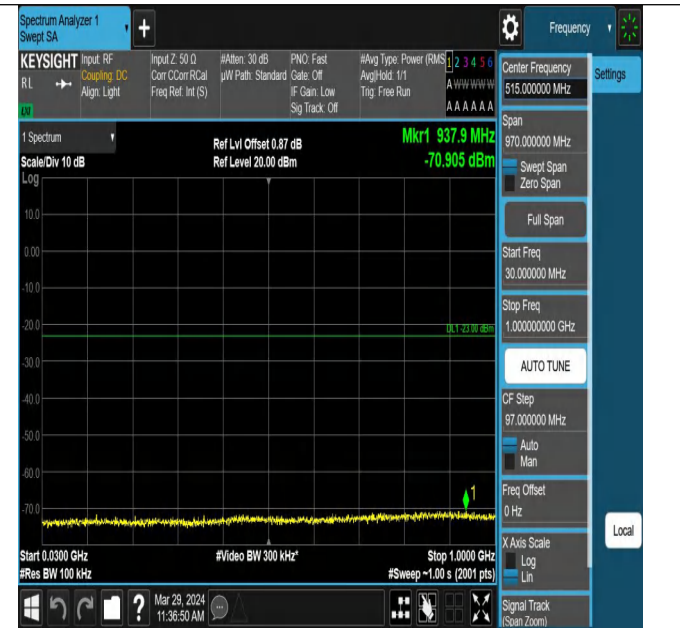 Spectrum Analyzer 1
Swept SA
+
Frequency
KEYSIGHT
RL
LXI
Input: RF
Coupling: DC
Align: Light
Input Z: 50 Ω
Corr CCorr RCal
Freq Ref: Int (S)
#Atten: 30 dB
µW Path: Standard
PNO: Fast
Gate: Off
IF Gain: Low
Sig Track: Off
#Avg Type: Power (RMS
Avg|Hold: 1/1
Trig: Free Run
1 2 3 4 5 6
A W W W W W
A A A A A A
1 Spectrum
Scale/Div 10 dB
Log
Ref Lvl Offset 0.87 dB
Ref Level 20.00 dBm
Mkr1 937.9 MHz
-70.905 dBm
10.0
0.00
-10.0
-20.0
DL1 -23.00 dBm
-30.0
-40.0
-50.0
-60.0
-70.0
1
Start 0.0300 GHz
#Res BW 100 kHz
#Video BW 300 kHz*
Stop 1.0000 GHz
#Sweep ~1.00 s (2001 pts)
Center Frequency
515.000000 MHz
Settings
Span
970.000000 MHz
Swept Span
Zero Span
Full Span
Start Freq
30.000000 MHz
Stop Freq
1.000000000 GHz
AUTO TUNE
CF Step
97.000000 MHz
Auto
Man
Freq Offset
0 Hz
X Axis Scale
Log
Lin
Local
Signal Track
(Span Zoom)
?
Mar 29, 2024
11:36:50 AM